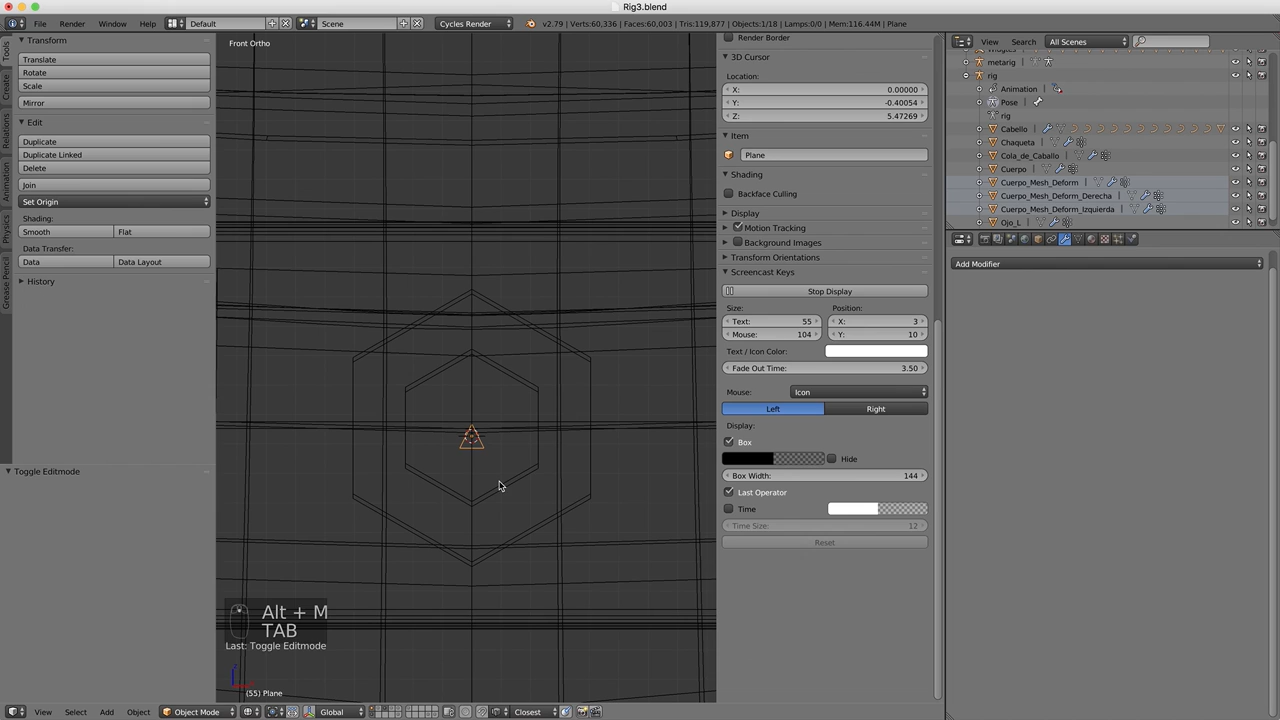 Rig3.blend
File Render Window Help Default Scene Cycles Render v2.79 | Verts:60,336 | Faces:60,003 | Tris:119,877 | Objects:1/18 | Lamps:0/0 | Mem:116.44M | Plane
Tools
Create
Relations
Animation
Physics
Grease Pencil
Transform
Translate
Rotate
Scale
Mirror
Edit
Duplicate
Duplicate Linked
Delete
Join
Set Origin
Shading:
Smooth Flat
Data Transfer:
Data Data Layout
History
Toggle Editmode
Front Ortho
Alt + M
TAB
Last: Toggle Editmode
(55) Plane
View Select Add Object Object Mode Global Closest
Render Border
3D Cursor
Location:
X: 0.00000
Y: -0.40054
Z: 5.47269
Item
Plane
Shading
Backface Culling
Display
Motion Tracking
Background Images
Transform Orientations
Screencast Keys
Stop Display
Size: Position:
Text: 55 X: 3
Mouse: 104 Y: 10
Text / Icon Color:
Fade Out Time: 3.50
Mouse: Icon
Left Right
Display:
Box
Hide
Box Width: 144
Last Operator
Time
Time Size: 12
Reset
View Search All Scenes
metarig
rig
Animation
Pose
rig
Cabello
Chaqueta
Cola_de_Caballo
Cuerpo
Cuerpo_Mesh_Deform
Cuerpo_Mesh_Deform_Derecha
Cuerpo_Mesh_Deform_Izquierda
Ojo_L
Add Modifier